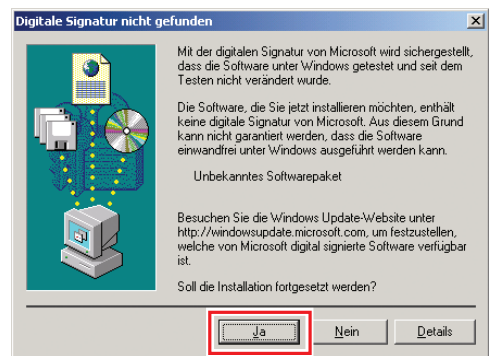 Digitale Signatur nicht gefunden
Mit der digitalen Signatur von Microsoft wird sichergestellt,
dass die Software unter Windows getestet und seit dem
Testen nicht verändert wurde.
Die Software, die Sie jetzt installieren möchten, enthält
keine digitale Signatur von Microsoft. Aus diesem Grund
kann nicht garantiert werden, dass die Software
einwandfrei unter Windows ausgeführt werden kann.
Unbekanntes Softwarepaket
Besuchen Sie die Windows Update-Website unter
http://windowsupdate.microsoft.com, um festzustellen,
welche von Microsoft digital signierte Software verfügbar
ist.
Soll die Installation fortgesetzt werden?
Ja Nein Details